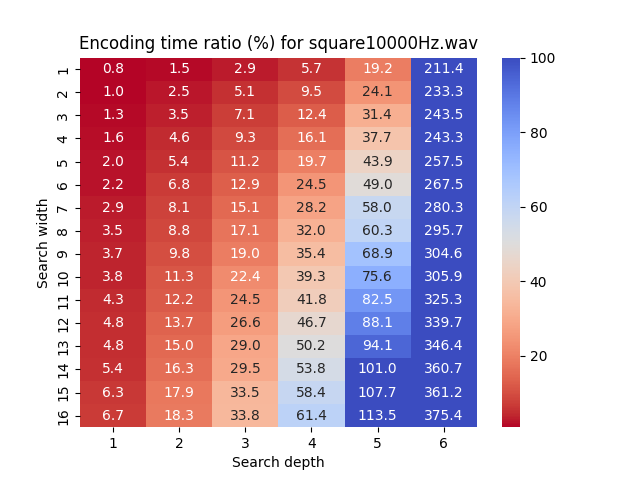 Encoding time ratio (%) for square10000Hz.wav
1 0.8 1.5 2.9 5.7 19.2 211.4
2 1.0 2.5 5.1 9.5 24.1 233.3
3 1.3 3.5 7.1 12.4 31.4 243.5
4 1.6 4.6 9.3 16.1 37.7 243.3
5 2.0 5.4 11.2 19.7 43.9 257.5
6 2.2 6.8 12.9 24.5 49.0 267.5
7 2.9 8.1 15.1 28.2 58.0 280.3
8 3.5 8.8 17.1 32.0 60.3 295.7
9 3.7 9.8 19.0 35.4 68.9 304.6
10 3.8 11.3 22.4 39.3 75.6 305.9
11 4.3 12.2 24.5 41.8 82.5 325.3
12 4.8 13.7 26.6 46.7 88.1 339.7
13 4.8 15.0 29.0 50.2 94.1 346.4
14 5.4 16.3 29.5 53.8 101.0 360.7
15 6.3 17.9 33.5 58.4 107.7 361.2
16 6.7 18.3 33.8 61.4 113.5 375.4
1 2 3 4 5 6
Search depth
Search width
100
80
60
40
20